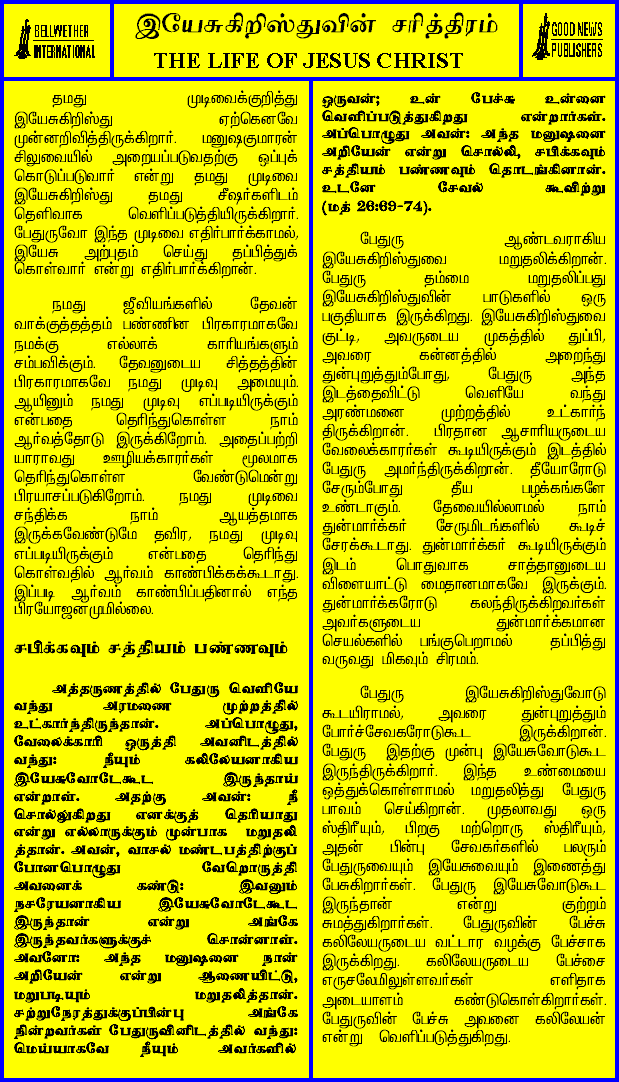 BELLWETHER
INTERNATIONAL
இயேசுகிறிஸ்துவின் சரித்திரம்
THE LIFE OF JESUS CHRIST
GOOD NEWS
PUBLISHERS
தமது முடிவைக்குறித்து
இயேசுகிறிஸ்து ஏற்கெனவே
முன்னறிவித்திருக்கிறார். மனுஷகுமாரன்
சிலுவையில் அறையப்படுவதற்கு ஒப்புக்
கொடுப்படுவார் என்று தமது முடிவை
இயேசுகிறிஸ்து தமது சீஷர்களிடம்
தெளிவாக வெளிப்படுத்தியிருக்கிறார்.
பேதுருவோ இந்த முடிவை எதிர்பார்க்காமல்,
இயேசு அற்புதம் செய்து தப்பித்துக்
கொள்வார் என்று எதிர்பார்க்கிறான்.
நமது ஜீவியங்களில் தேவன்
வாக்குத்தத்தம் பண்ணின பிரகாரமாகவே
நமக்கு எல்லாக் காரியங்களும்
சம்பவிக்கும். தேவனுடைய சித்தத்தின்
பிரகாரமாகவே நமது முடிவு அமையும்.
ஆயினும் நமது முடிவு எப்படியிருக்கும்
என்பதை தெரிந்துகொள்ள நாம்
ஆர்வத்தோடு இருக்கிறோம். அதைப்பற்றி
யாராவது ஊழியக்காரர்கள் மூலமாக
தெரிந்துகொள்ள வேண்டுமென்று
பிரயாசப்படுகிறோம். நமது முடிவை
சந்திக்க நாம் ஆயத்தமாக
இருக்கவேண்டுமே தவிர, நமது முடிவு
எப்படியிருக்கும் என்பதை தெரிந்து
கொள்வதில் ஆர்வம் காண்பிக்கக்கூடாது.
இப்படி ஆர்வம் காண்பிப்பதினால் எந்த
பிரயோஜனமுமில்லை.
சபிக்கவும் சத்தியம் பண்ணவும்
அத்தருணத்தில் பேதுரு வெளியே
வந்து அரமணை முற்றத்தில்
உட்கார்ந்திருந்தான். அப்பொழுது,
வேலைக்காரி ஒருத்தி அவனிடத்தில்
வந்து: நீயும் கலிலேயனாகிய
இயேசுவோடேகூட இருந்தாய்
என்றாள். அதற்கு அவன்: நீ
சொல்லுகிறது எனக்குத் தெரியாது
என்று எல்லாருக்கும் முன்பாக மறுதலி
த்தான். அவன், வாசல் மண்டபத்திற்குப்
போனபொழுது வேறொருத்தி
அவனைக் கண்டு: இவனும்
நசரேயனாகிய இயேசுவோடேகூட
இருந்தான் என்று அங்கே
இருந்தவர்களுக்குச் சொன்னாள்.
அவனோ: அந்த மனுஷனை நான்
அறியேன் என்று ஆணையிட்டு,
மறுபடியும் மறுதலித்தான்.
சற்றுநேரத்துக்குப்பின்பு அங்கே
நின்றவர்கள் பேதுருவினிடத்தில் வந்து:
மெய்யாகவே நீயும் அவர்களில்
ஒருவன்; உன் பேச்சு உன்னை
வெளிப்படுத்துகிறது என்றார்கள்.
அப்பொழுது அவன்: அந்த மனுஷனை
அறியேன் என்று சொல்லி, சபிக்கவும்
சத்தியம் பண்ணவும் தொடங்கினான்.
உடனே சேவல் கூவிற்று
(மத் 26:69-74).
பேதுரு ஆண்டவராகிய
இயேசுகிறிஸ்துவை மறுதலிக்கிறான்.
பேதுரு தம்மை மறுதலிப்பது
இயேசுகிறிஸ்துவின் பாடுகளில் ஒரு
பகுதியாக இருக்கிறது. இயேசுகிறிஸ்துவை
குட்டி, அவருடைய முகத்தில் துப்பி,
அவரை கன்னத்தில் அறைந்து
துன்புறுத்தும்போது, பேதுரு அந்த
இடத்தைவிட்டு வெளியே வந்து
அரண்மனை முற்றத்தில் உட்கார்ந்
திருக்கிறான். பிரதான ஆசாரியருடைய
வேலைக்காரர்கள் கூடியிருக்கும் இடத்தில்
பேதுரு அமர்ந்திருக்கிறான். தீயோரோடு
சேரும்போது தீய பழக்கங்களே
உண்டாகும். தேவையில்லாமல் நாம்
துன்மார்க்கர் சேருமிடங்களில் கூடிச்
சேரக்கூடாது. துன்மார்க்கர் கூடியிருக்கும்
இடம் பொதுவாக சாத்தானுடைய
விளையாட்டு மைதானமாகவே இருக்கும்.
துன்மார்க்கரோடு கலந்திருக்கிறவர்கள்
அவர்களுடைய துன்மார்க்கமான
செயல்களில் பங்குபெறாமல் தப்பித்து
வருவது மிகவும் சிரமம்.
பேதுரு இயேசுகிறிஸ்துவோடு
கூடயிராமல், அவரை துன்புறுத்தும்
போர்ச்சேவகரோடுகூட இருக்கிறான்.
பேதுரு இதற்கு முன்பு இயேசுவோடுகூட
இருந்திருக்கிறார். இந்த உண்மையை
ஒத்துக்கொள்ளாமல் மறுதலித்து பேதுரு
பாவம் செய்கிறான். முதலாவது ஒரு
ஸ்திரீயும், பிறகு மற்றொரு ஸ்திரீயும்,
அதன் பின்பு சேவகர்களில் பலரும்
பேதுருவையும் இயேசுவையும் இணைத்து
பேசுகிறார்கள். பேதுரு இயேசுவோடுகூட
இருந்தான் என்று குற்றம்
சுமத்துகிறார்கள். பேதுருவின் பேச்சு
கலிலேயருடைய வட்டார வழக்கு பேச்சாக
இருக்கிறது. கலிலேயருடைய பேச்சை
எருசலேமிலுள்ளவர்கள் எளிதாக
அடையாளம் கண்டுகொள்கிறார்கள்.
பேதுருவின் பேச்சு அவனை கலிலேயன்
என்று வெளிப்படுத்துகிறது.